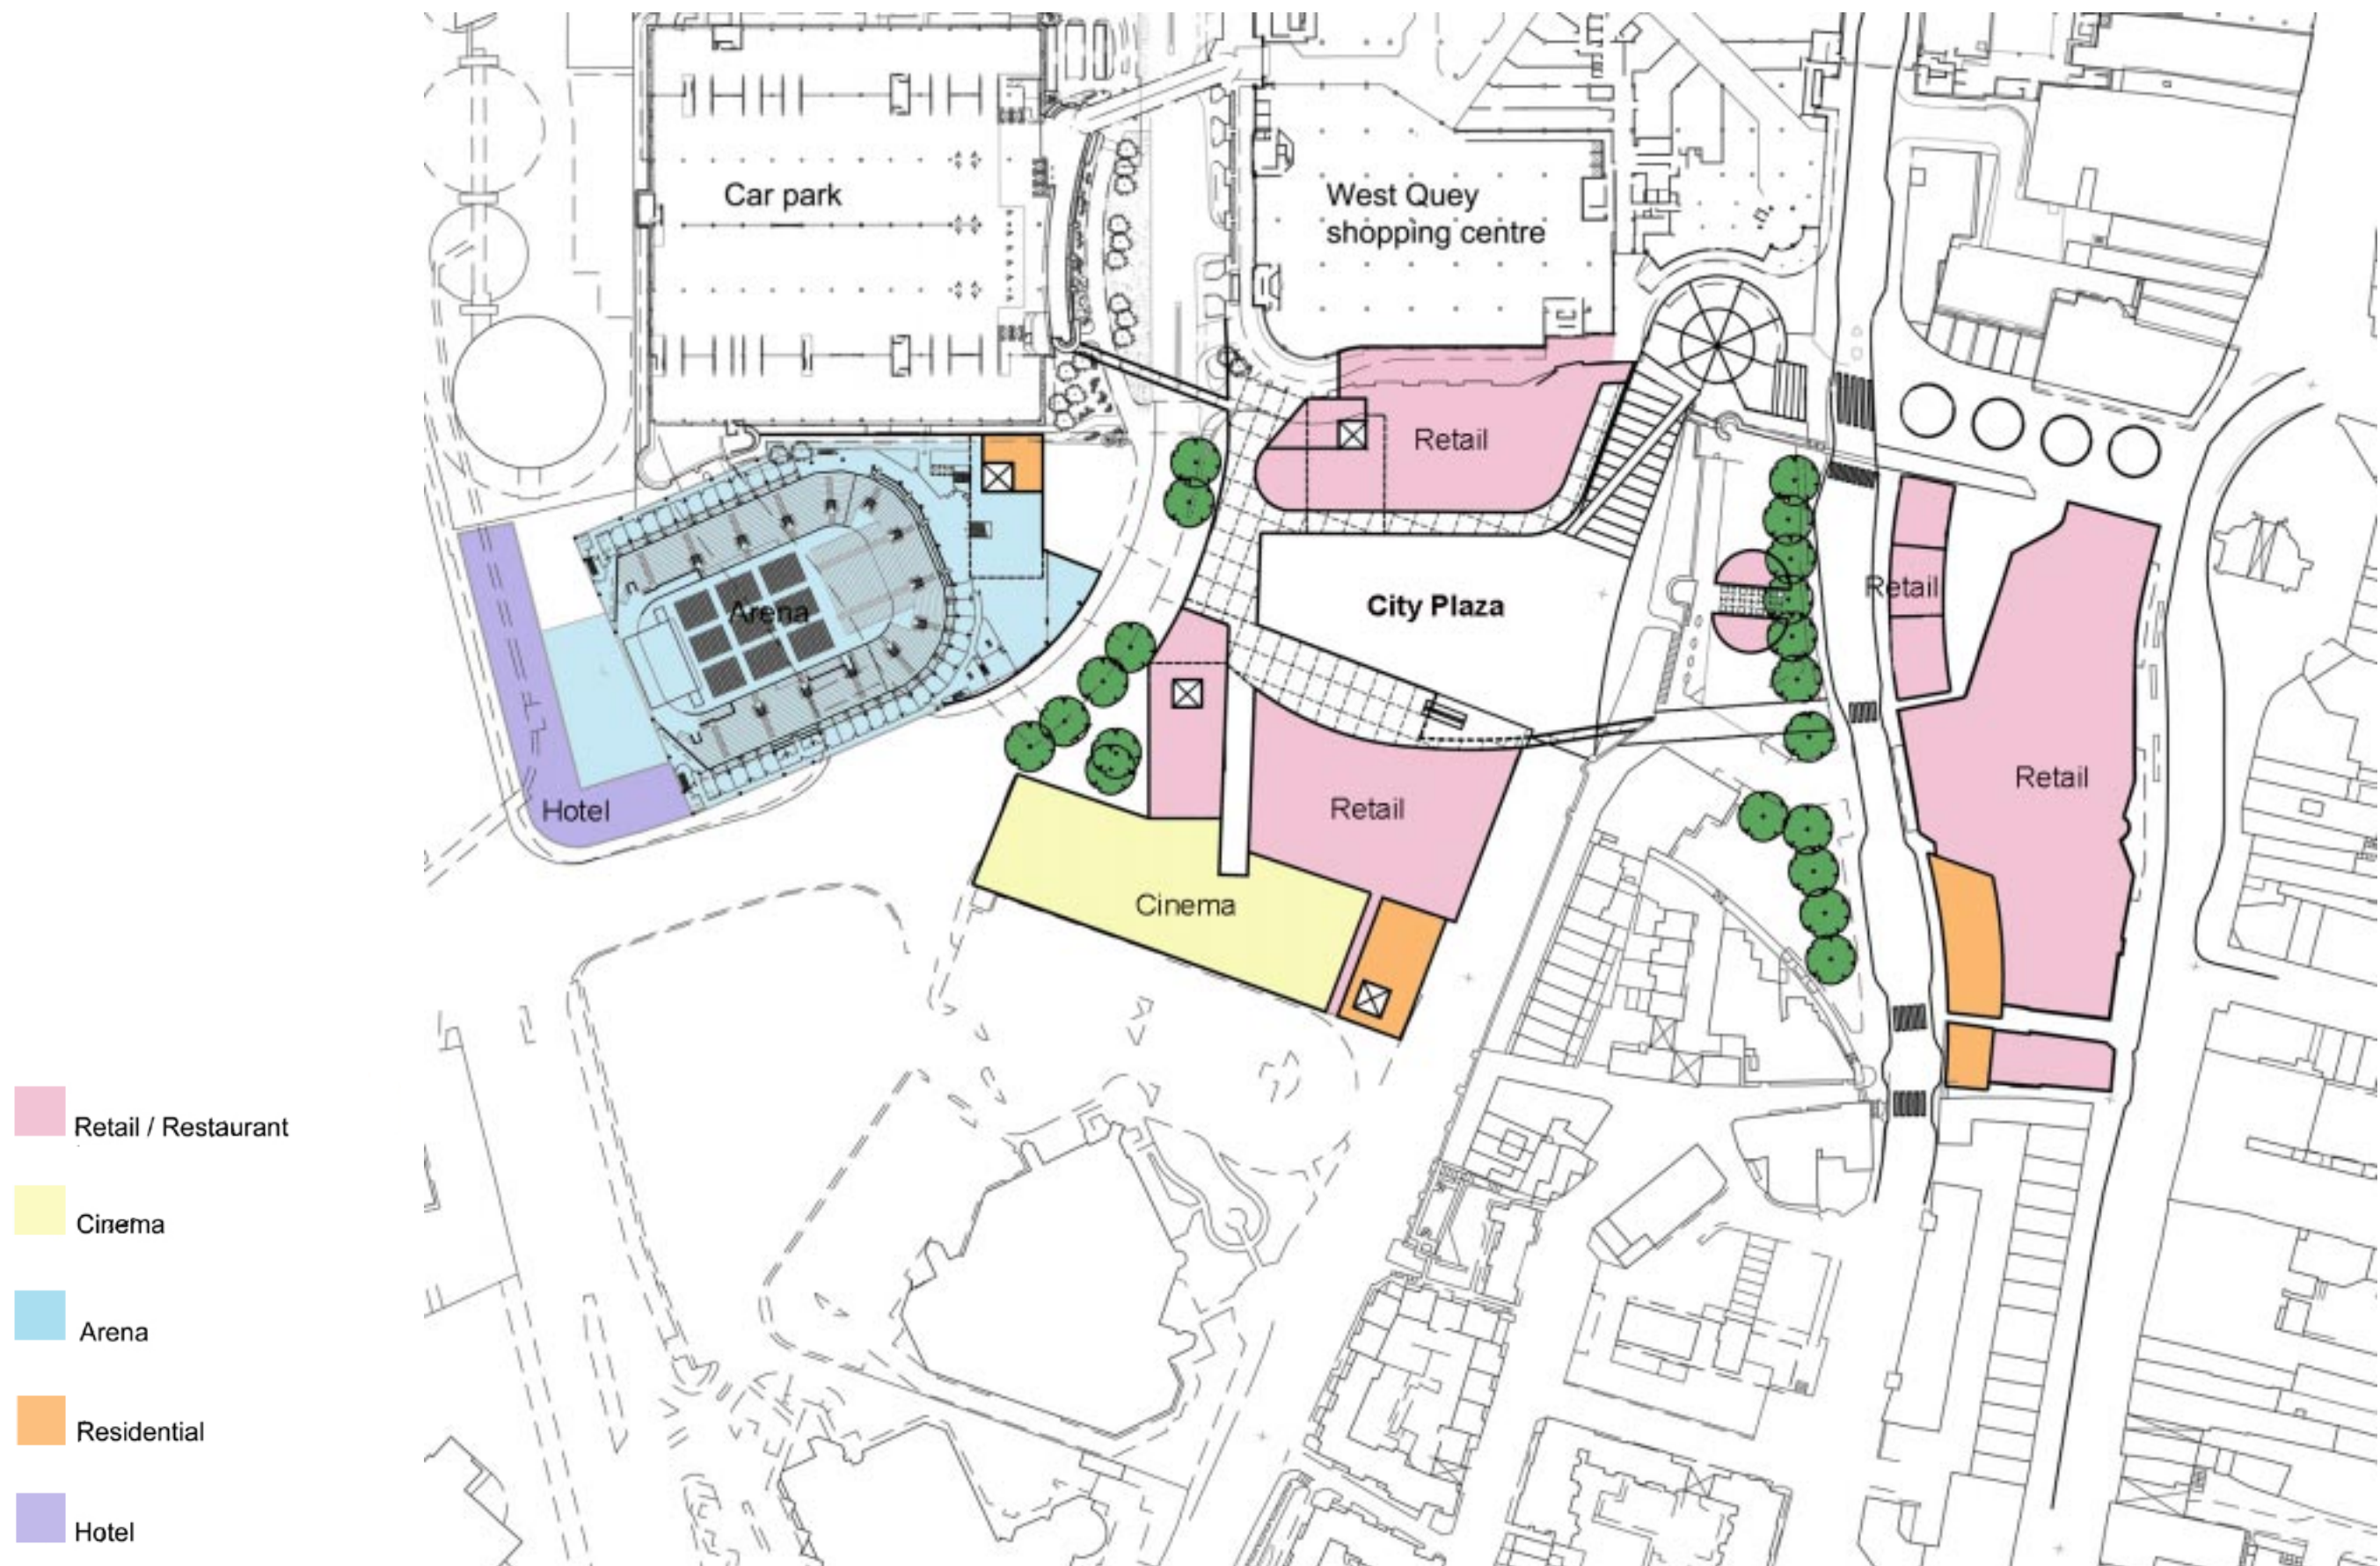 Car park
West Quey
shopping centre
Retail
Arena
City Plaza
Retail
Hotel
Retail
Retail
Cinema
Retail / Restaurant
Cinema
Arena
Residential
Hotel